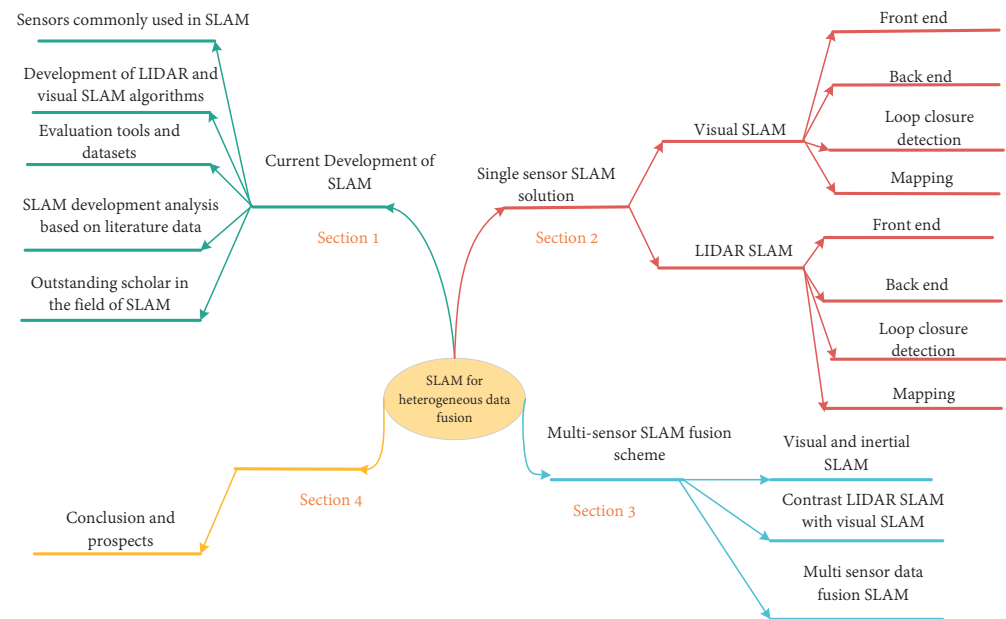 Sensors commonly used in SLAM
Development of LIDAR and
visual SLAM algorithms
Evaluation tools and
datasets
SLAM development analysis
based on literature data
Outstanding scholar in
the field of SLAM
Current Development of
SLAM
Section 1
Single sensor SLAM
solution
Section 2
Visual SLAM
Front end
Back end
Loop closure
detection
Mapping
LIDAR SLAM
Front end
Back end
Loop closure
detection
Mapping
SLAM for
heterogeneous data
fusion
Multi-sensor SLAM fusion
scheme
Section 3
Visual and inertial
SLAM
Contrast LIDAR SLAM
with visual SLAM
Multi sensor data
fusion SLAM
Section 4
Conclusion and
prospects